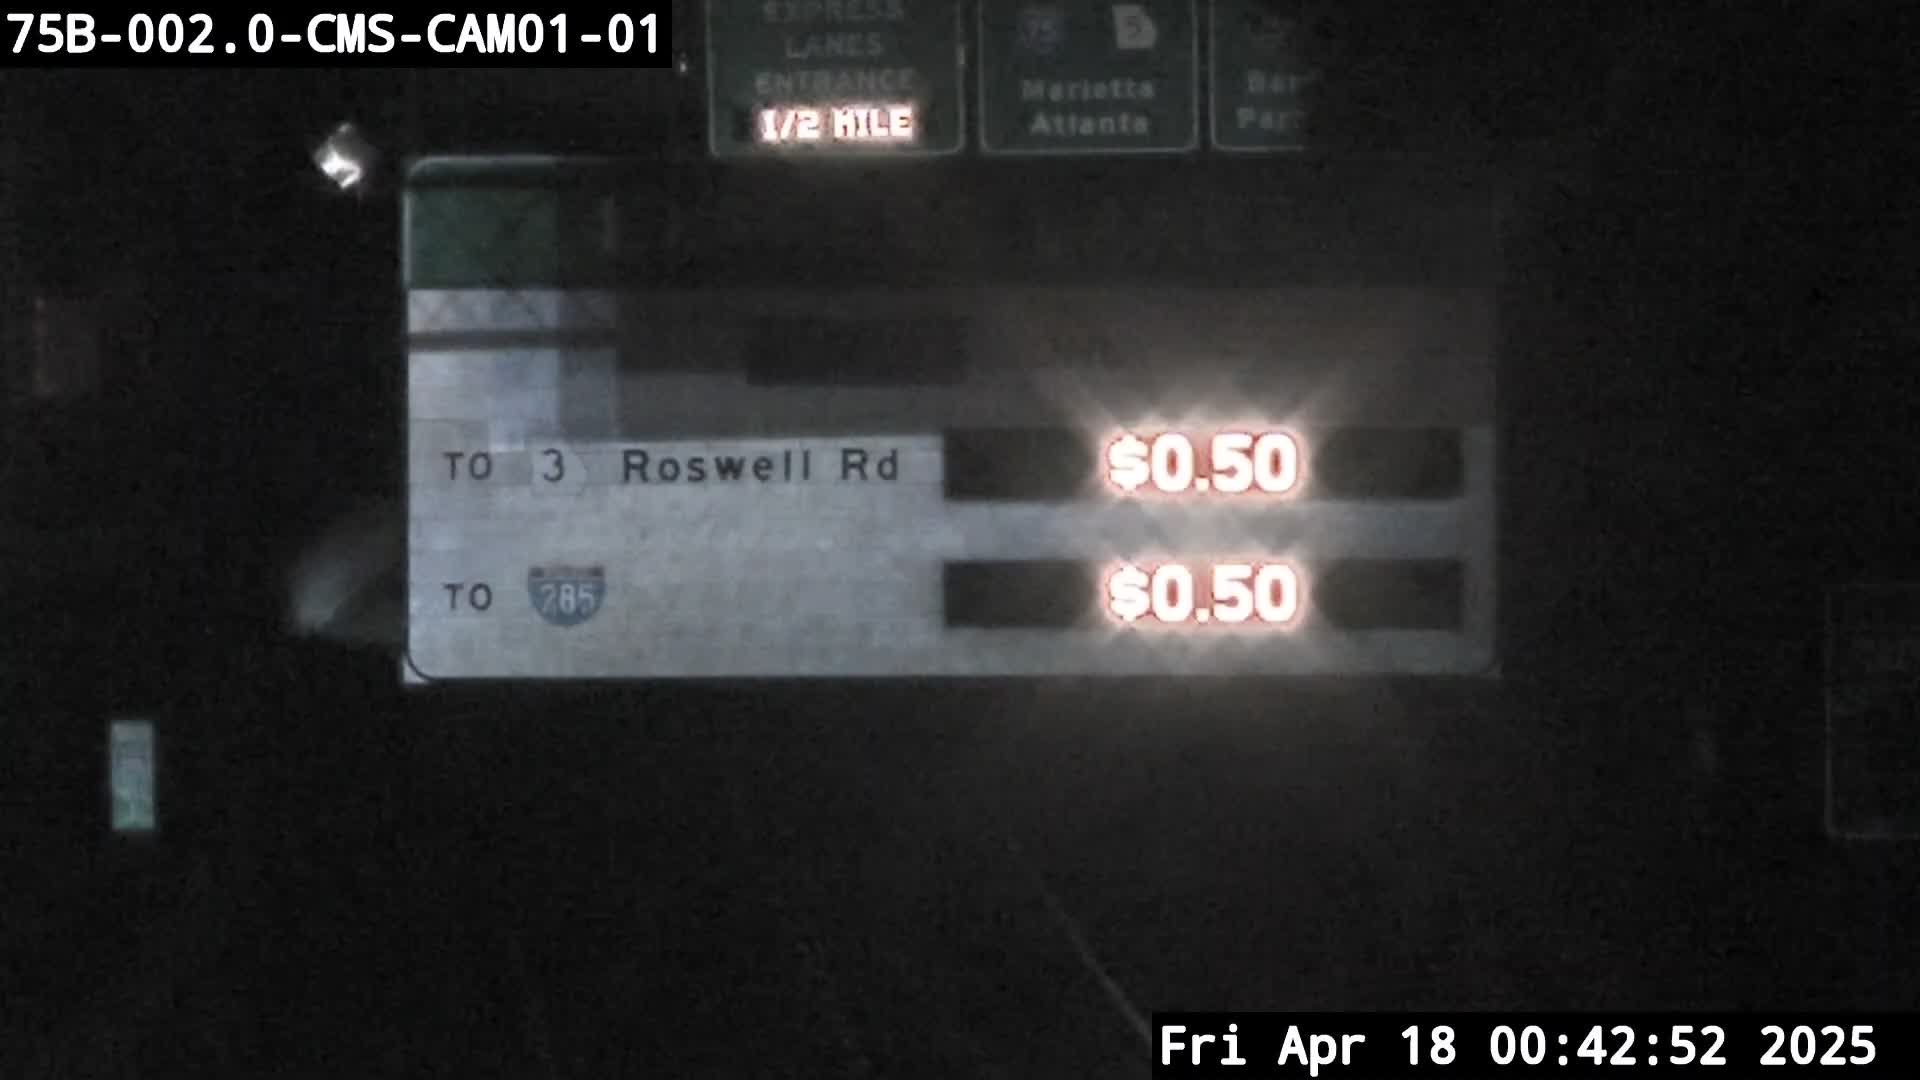 75B-002.0-CMS-CAM01-01
EXPRESS
LANES
ENTRANCE
1/2 MILE
75 5
Marietta
Atlanta
TO 3 Roswell Rd $0.50
TO 285 $0.50
Fri Apr 18 00:42:52 2025